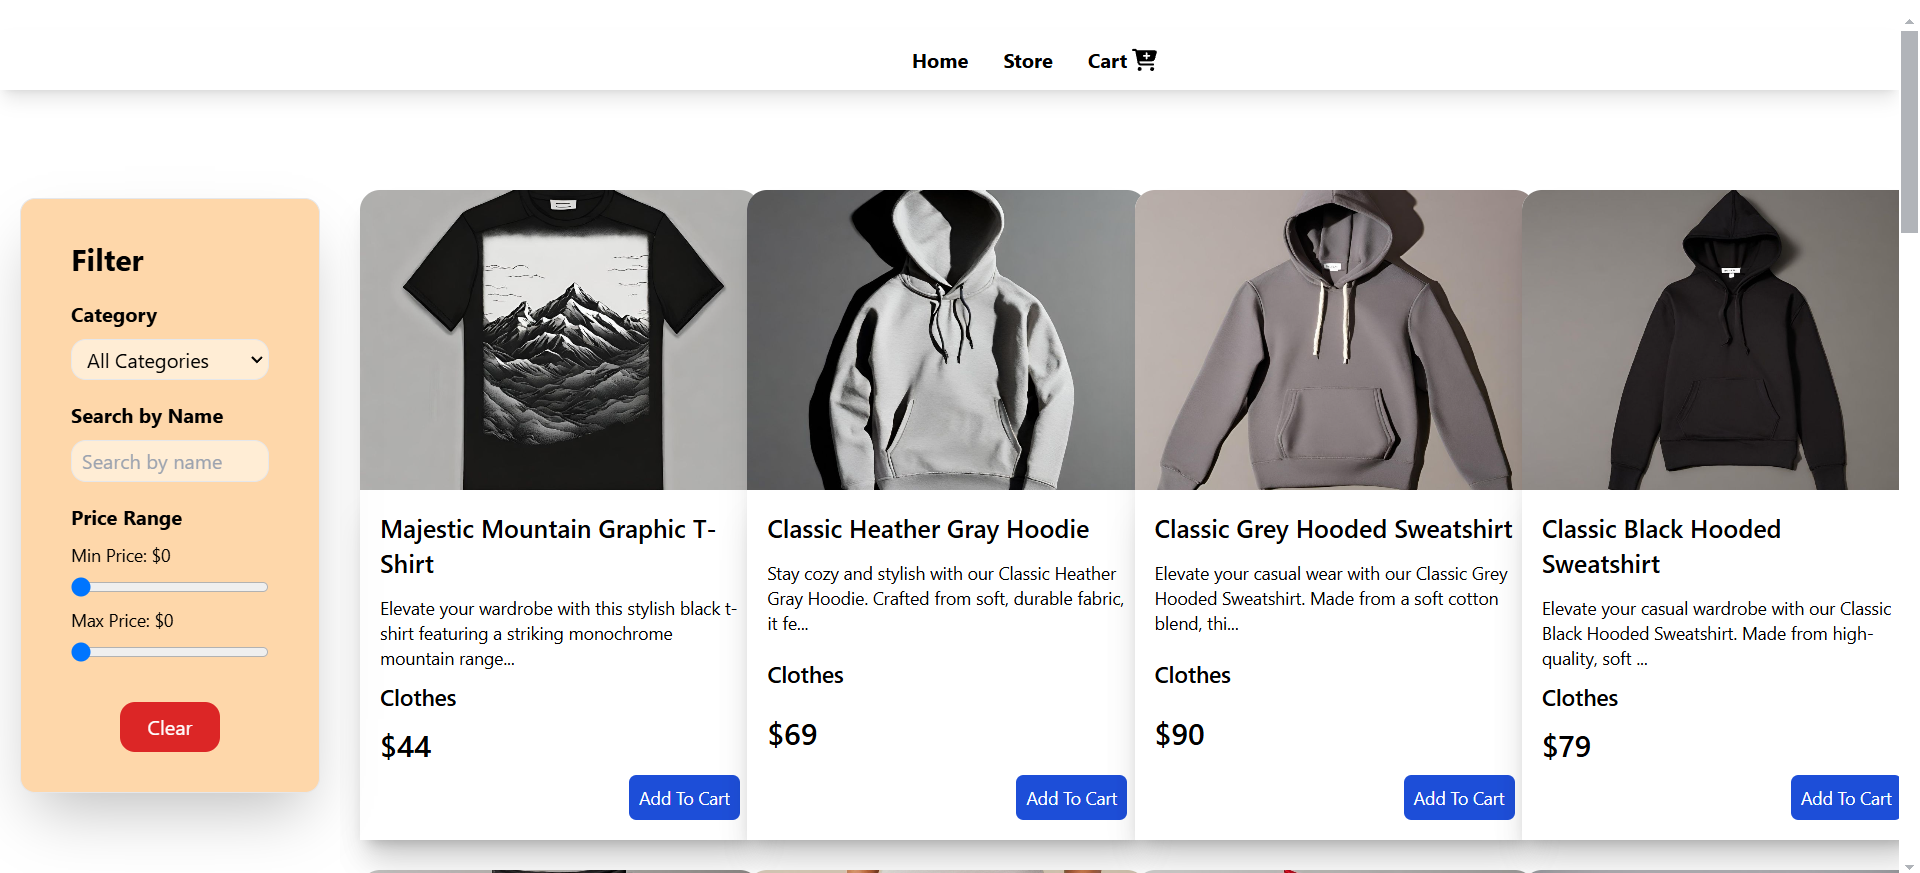 Home
Store
Cart
Filter
Category
All Categories
Search by Name
Search by name
Price Range
Min Price: $0
Max Price: $0
Clear
Majestic Mountain Graphic T-
Shirt
Elevate your wardrobe with this stylish black t-
shirt featuring a striking monochrome
mountain range...
Clothes
$44
Add To Cart
Classic Heather Gray Hoodie
Stay cozy and stylish with our Classic Heather
Gray Hoodie. Crafted from soft, durable fabric,
it fe...
Clothes
$69
Add To Cart
Classic Grey Hooded Sweatshirt
Elevate your casual wear with our Classic Grey
Hooded Sweatshirt. Made from a soft cotton
blend, thi...
Clothes
$90
Add To Cart
Classic Black Hooded
Sweatshirt
Elevate your casual wardrobe with our Classic
Black Hooded Sweatshirt. Made from high-
quality, soft ...
Clothes
$79
Add To Cart